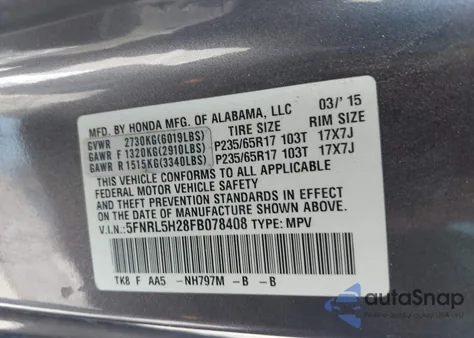 MFD. BY HONDA MFG. OF ALABAMA, LLC 03/' 15
GVWR 2730KG(6019LBS) TIRE SIZE RIM SIZE
GAWR F 1320KG(2910LBS) P235/65R17 103T 17X7J
GAWR R 1515KG(3340LBS) P235/65R17 103T 17X7J
THIS VEHICLE CONFORMS TO ALL APPLICABLE
FEDERAL MOTOR VEHICLE SAFETY
AND THEFT PREVENTION STANDARDS IN EFFECT ON
THE DATE OF MANUFACTURE SHOWN ABOVE.
V.I.N.: 5FNRL5H28FB078408 TYPE: MPV
TK8 F AA5 -NH797M -B -B
autoSnap